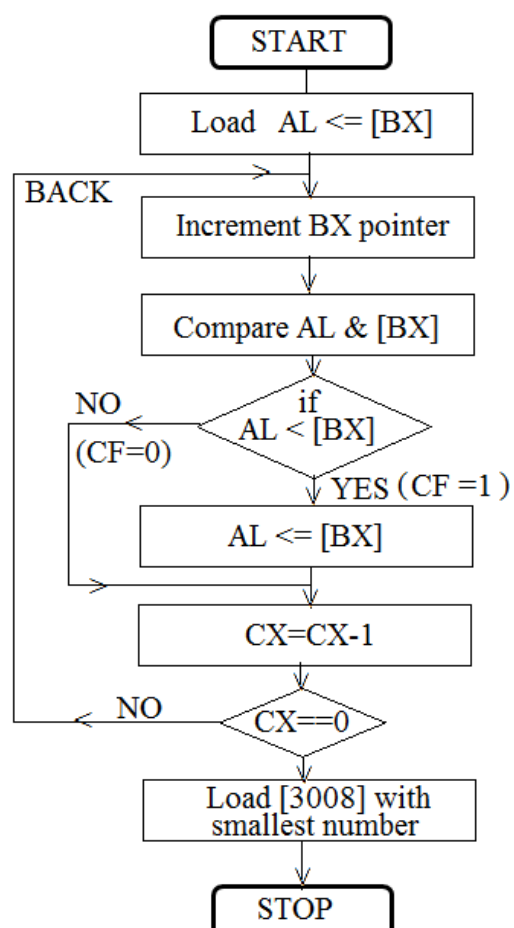 START
Load AL <= [BX]
BACK
Increment BX pointer
Compare AL & [BX]
if
NO
AL < [BX]
(CF=0)
YES (CF =1)
AL <= [BX]
CX=CX-1
NO
CX==0
Load [3008] with
smallest number
STOP